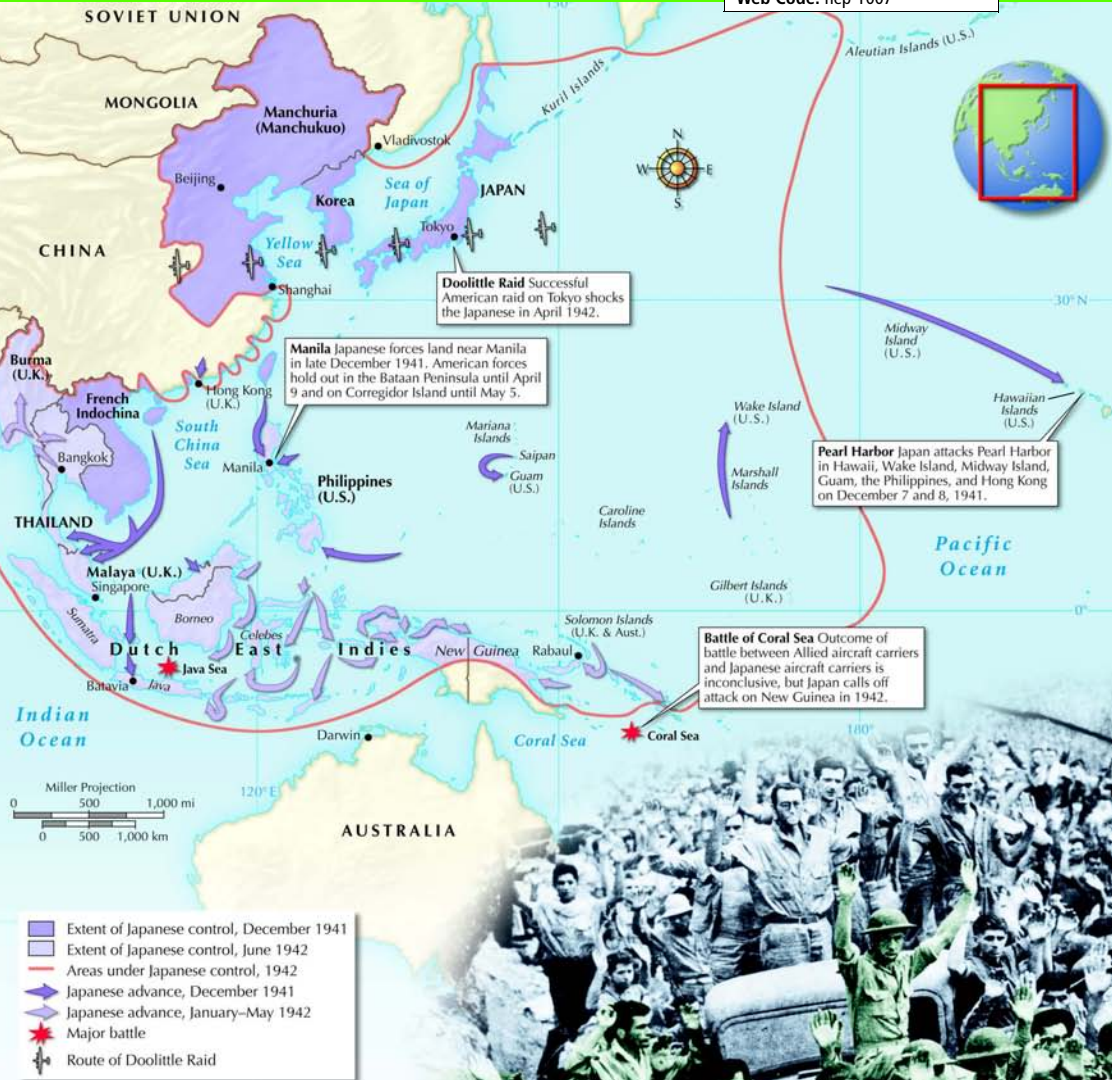 Web Code: nep-1607
SOVIET UNION
150°
Aleutian Islands (U.S.)
MONGOLIA
Manchuria
(Manchukuo)
Kuril Islands
Vladivostok
N
W
E
S
Beijing
Sea of
Japan
JAPAN
Korea
Tokyo
CHINA
Yellow
Sea
Shanghai
Doolittle Raid Successful
American raid on Tokyo shocks
the Japanese in April 1942.
30°N
Midway
Island
(U.S.)
Manila Japanese forces land near Manila
in late December 1941. American forces
hold out in the Bataan Peninsula until April
9 and on Corregidor Island until May 5.
Burma
(U.K.)
Hong Kong
(U.K.)
French
Indochina
Hawaiian
Islands
(U.S.)
Wake Island
(U.S.)
South
China
Sea
Mariana
Islands
Bangkok
Manila
Saipan
Guam
(U.S.)
Marshall
Islands
Pearl Harbor Japan attacks Pearl Harbor
in Hawaii, Wake Island, Midway Island,
Guam, the Philippines, and Hong Kong
on December 7 and 8, 1941.
Philippines
(U.S.)
THAILAND
Caroline
Islands
Pacific
Ocean
Malaya (U.K.)
Singapore
Gilbert Islands
(U.K.)
0°
Sumatra
Borneo
Celebes
Solomon Islands
(U.K. & Aust.)
Dutch East Indies
New Guinea
Rabaul
Java Sea
Batavia
Java
Battle of Coral Sea Outcome of
battle between Allied aircraft carriers
and Japanese aircraft carriers is
inconclusive, but Japan calls off
attack on New Guinea in 1942.
Indian
Ocean
Darwin
Coral Sea
Coral Sea
180°
Miller Projection
0 500 1,000 mi
0 500 1,000 km
120°E
AUSTRALIA
Extent of Japanese control, December 1941
Extent of Japanese control, June 1942
Areas under Japanese control, 1942
Japanese advance, December 1941
Japanese advance, January–May 1942
Major battle
Route of Doolittle Raid